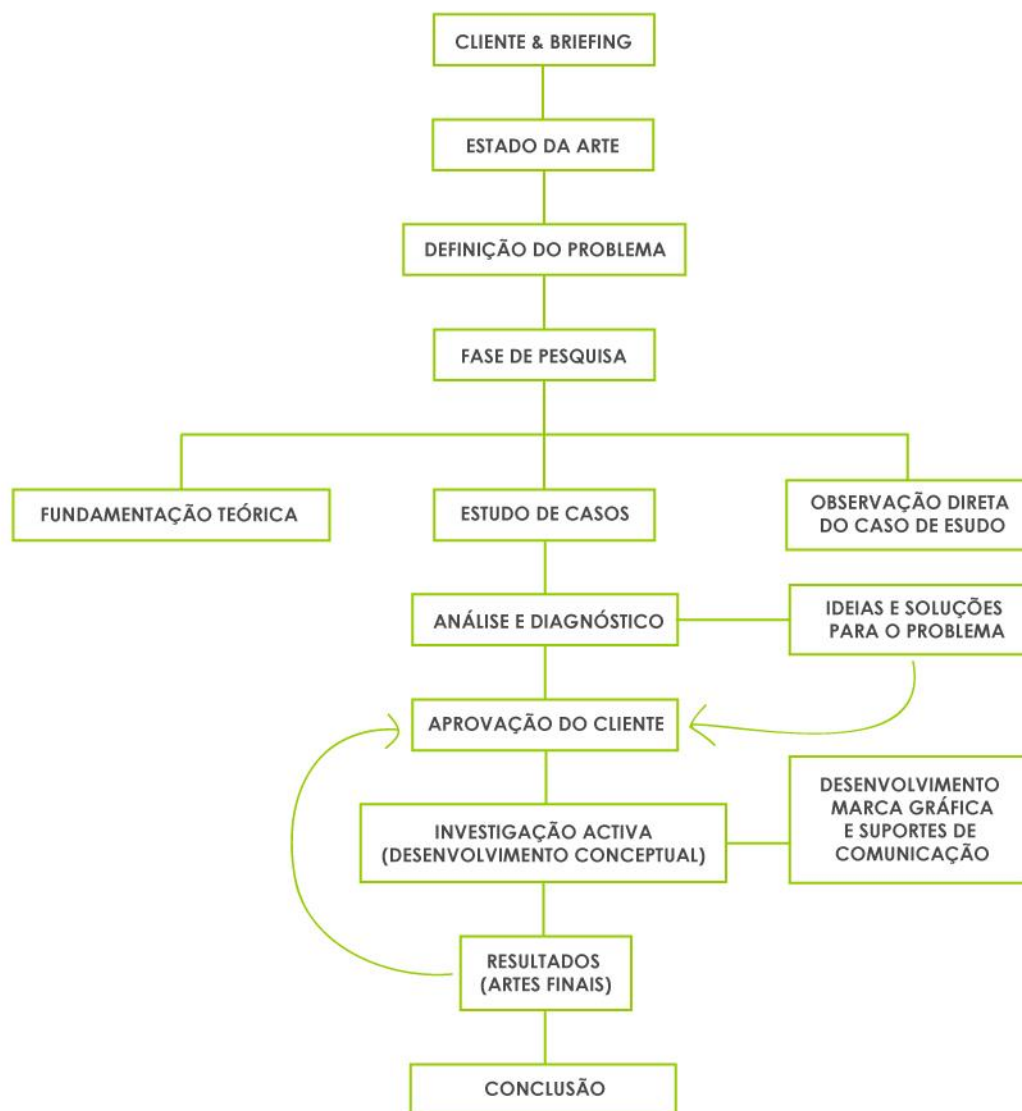 CLIENTE & BRIEFING
ESTADO DA ARTE
DEFINIÇÃO DO PROBLEMA
FASE DE PESQUISA
FUNDAMENTAÇÃO TEÓRICA
ESTUDO DE CASOS
OBSERVAÇÃO DIRETA
DO CASO DE ESUDO
ANÁLISE E DIAGNÓSTICO
IDEIAS E SOLUÇÕES
PARA O PROBLEMA
APROVAÇÃO DO CLIENTE
INVESTIGAÇÃO ACTIVA
(DESENVOLVIMENTO CONCEPTUAL)
DESENVOLVIMENTO
MARCA GRÁFICA
E SUPORTES DE
COMUNICAÇÃO
RESULTADOS
(ARTES FINAIS)
CONCLUSÃO